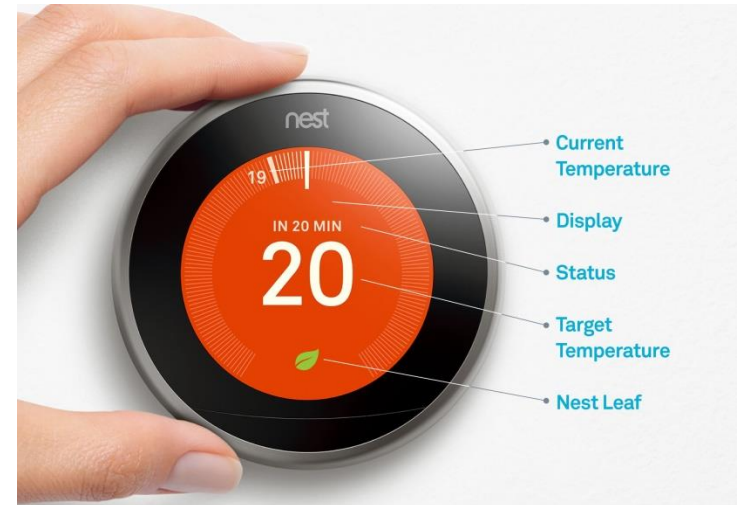 nest
19
IN 20 MIN
20
Current
Temperature
Display
Status
Target
Temperature
Nest Leaf